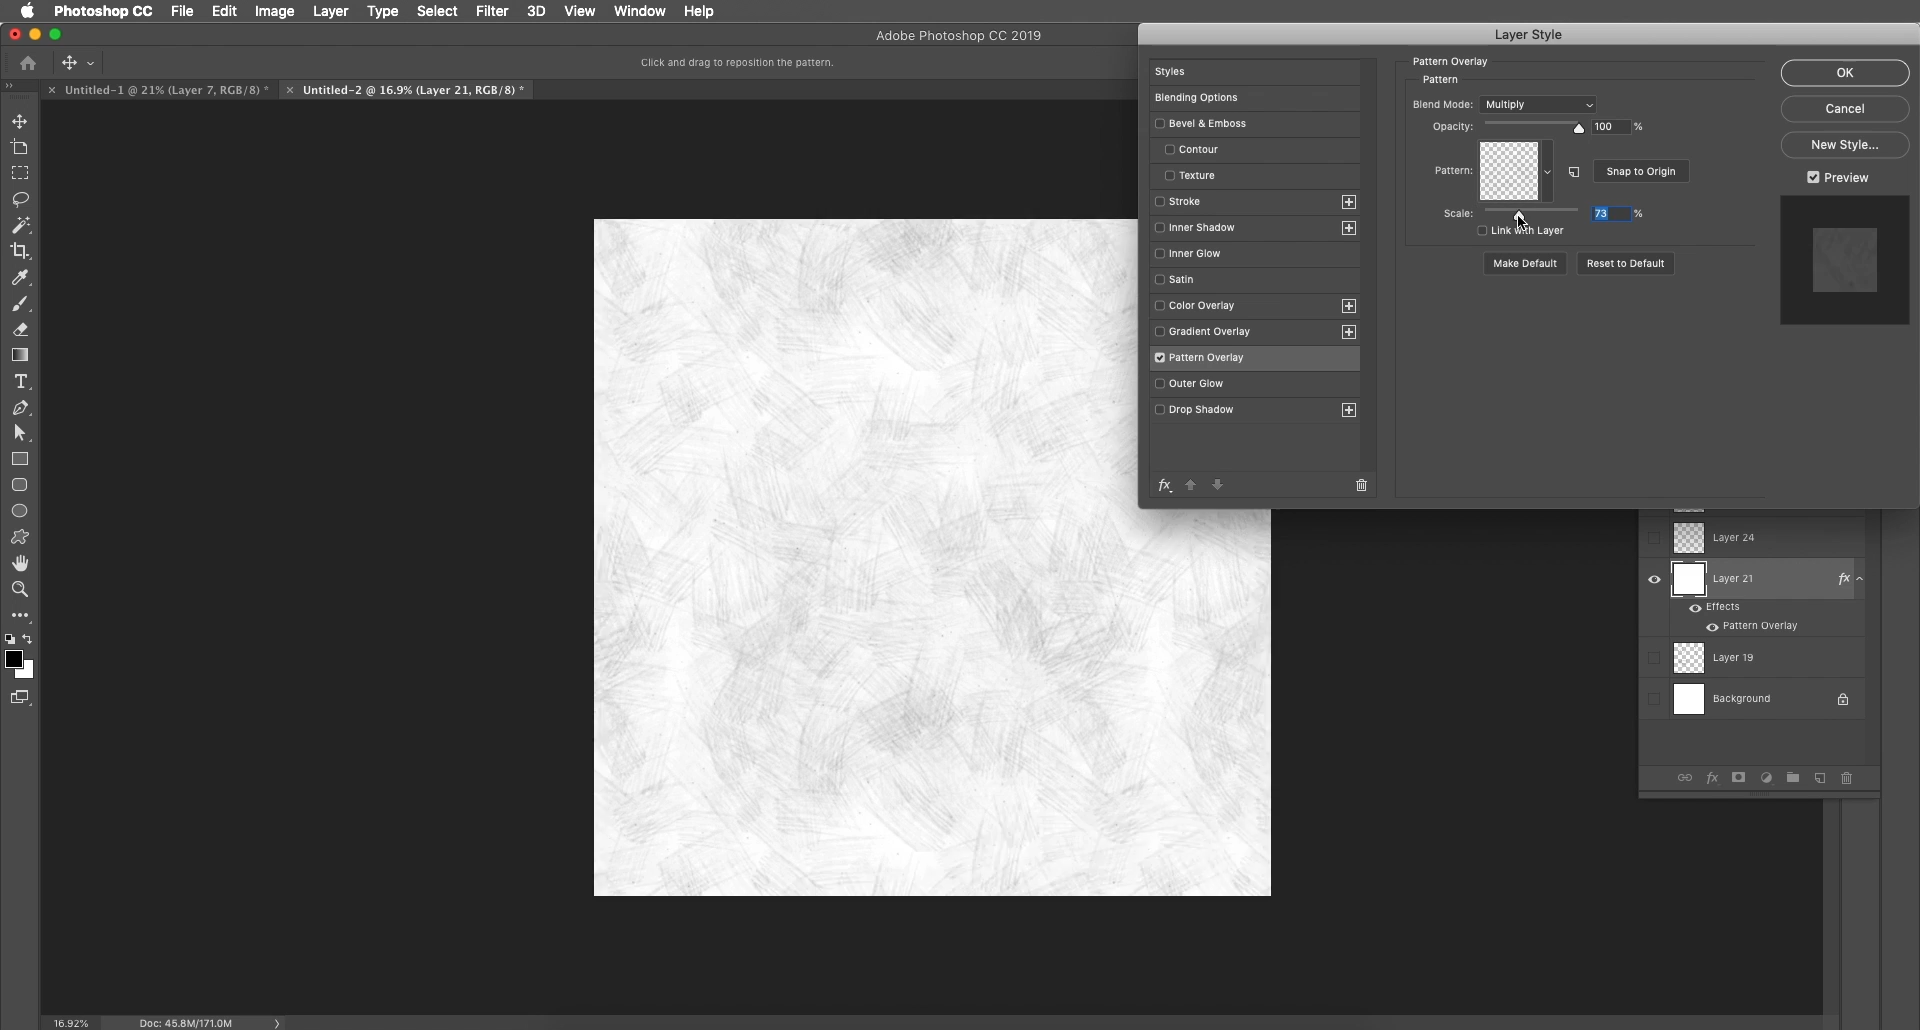 Photoshop CC File Edit Image Layer Type Select Filter 3D View Window Help
Adobe Photoshop CC 2019
Layer Style
Click and drag to reposition the pattern.
Untitled-1 @ 21% (Layer 7, RGB/8) *
Untitled-2 @ 16.9% (Layer 21, RGB/8) *
Styles
Blending Options
Bevel & Emboss
Contour
Texture
Stroke
Inner Shadow
Inner Glow
Satin
Color Overlay
Gradient Overlay
Pattern Overlay
Outer Glow
Drop Shadow
fx
Pattern Overlay
Pattern
Blend Mode: Multiply
Opacity: 100 %
Pattern: Snap to Origin
Scale: 73 %
Link with Layer
Make Default Reset to Default
OK
Cancel
New Style...
Preview
Layer 24
Layer 21 fx
Effects
Pattern Overlay
Layer 19
Background
fx
16.92% Doc: 45.8M/171.0M